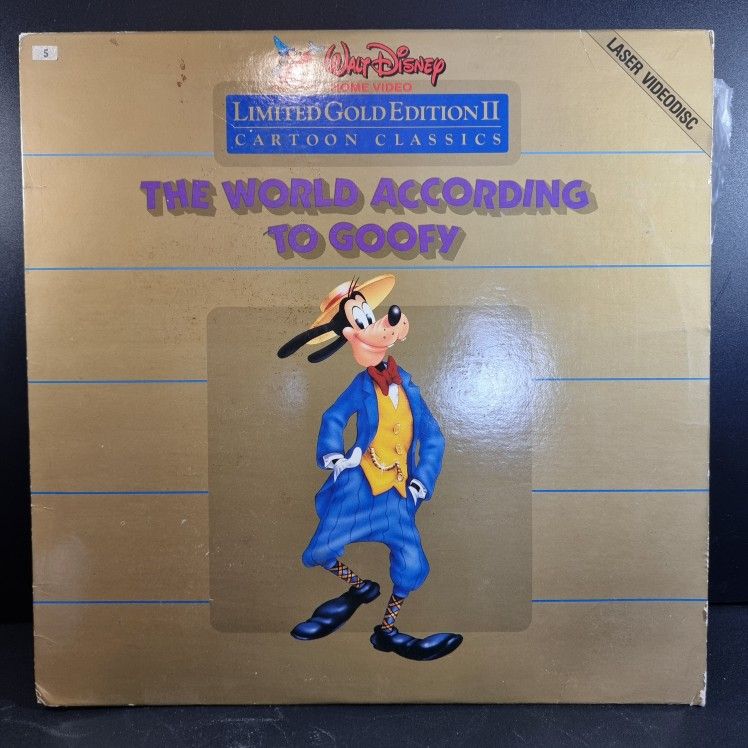 5
WALT DISNEY
HOME VIDEO
LIMITED GOLD EDITION II
CARTOON CLASSICS
LASER VIDEODISC
THE WORLD ACCORDING
TO GOOFY